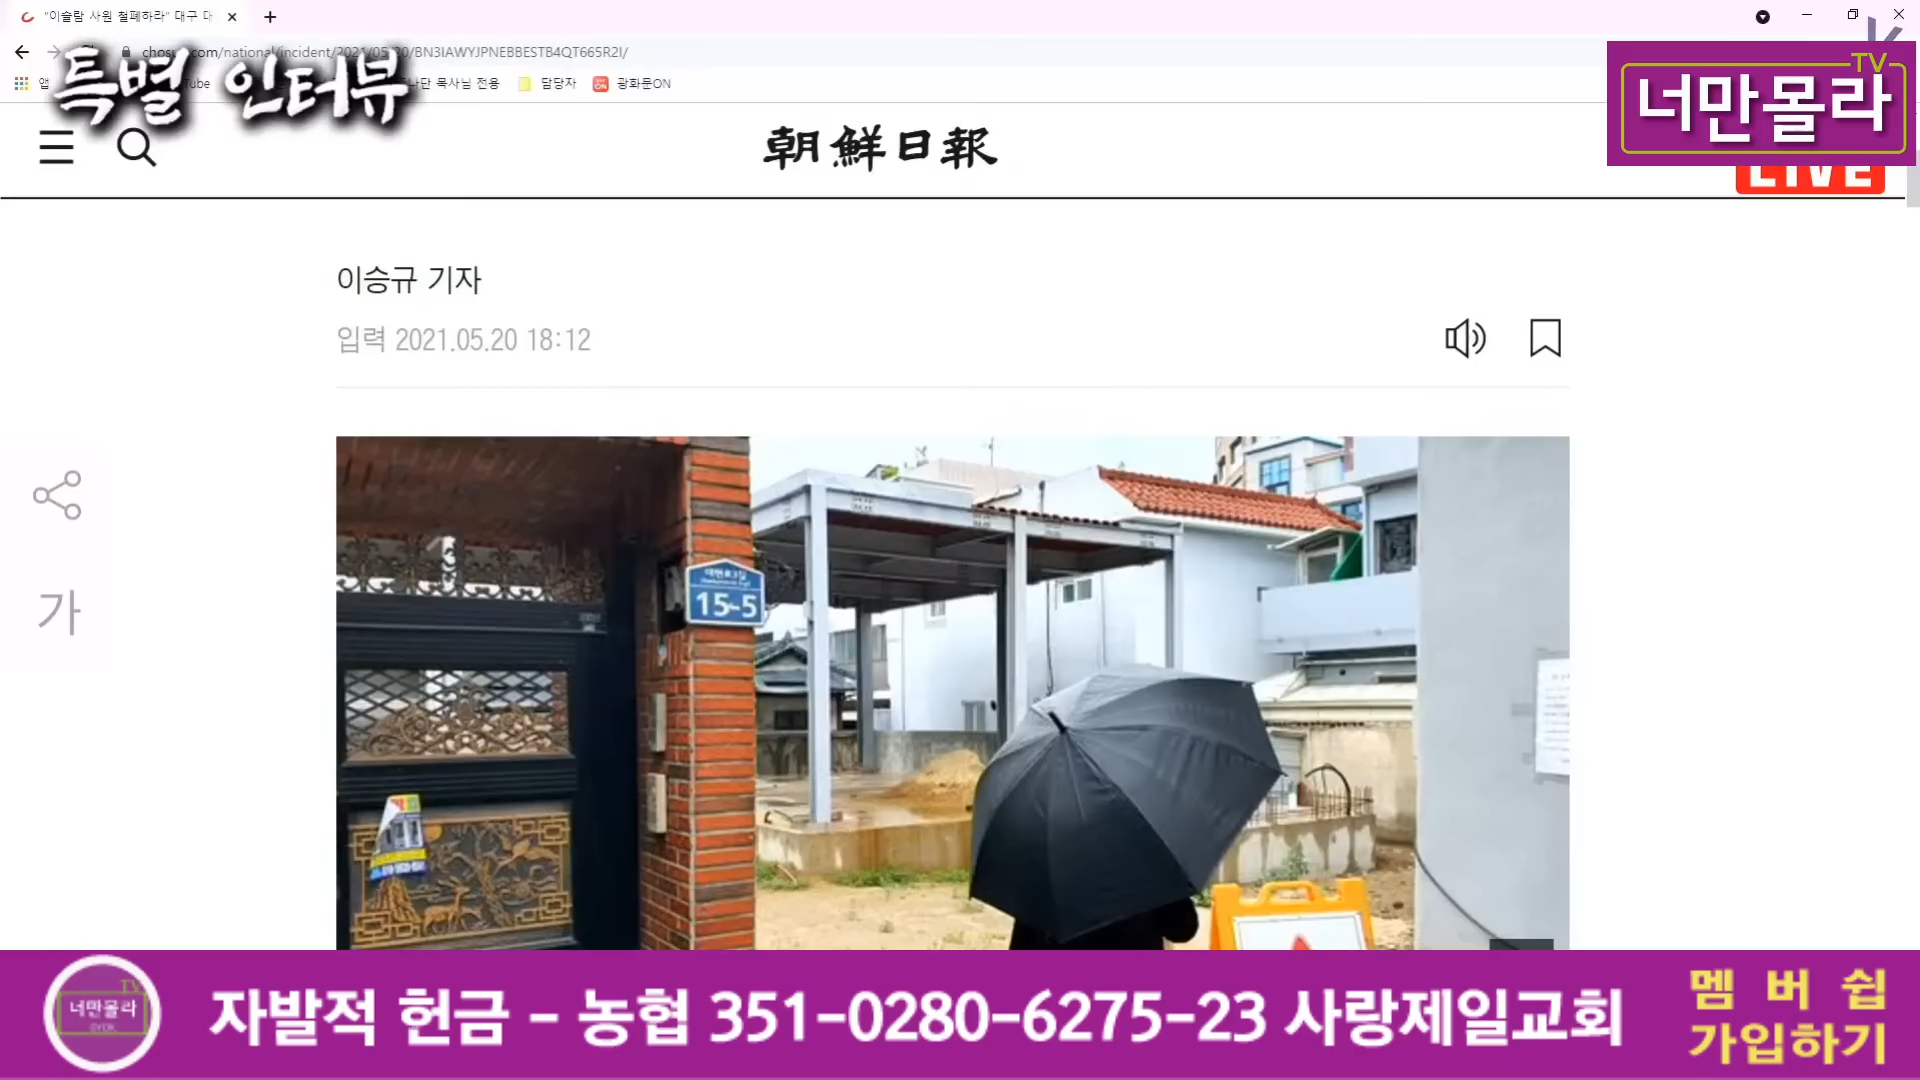 "이슬람 사원 철폐하라" 대구 대
com/national/incident/2021/05/20/BN3IAWYJPNEBBESTB4QT665R2I/
앱
Tube
단 목사님 전용
담당자
광화문ON
특별 인터뷰
너만몰라
TV
LIVE
朝鮮日報
이승규 기자
입력 2021.05.20 18:12
가
15-5
너만몰라
TV
자발적 헌금 - 농협 351-0280-6275-23 사랑제일교회
멤 버 쉽
가입하기